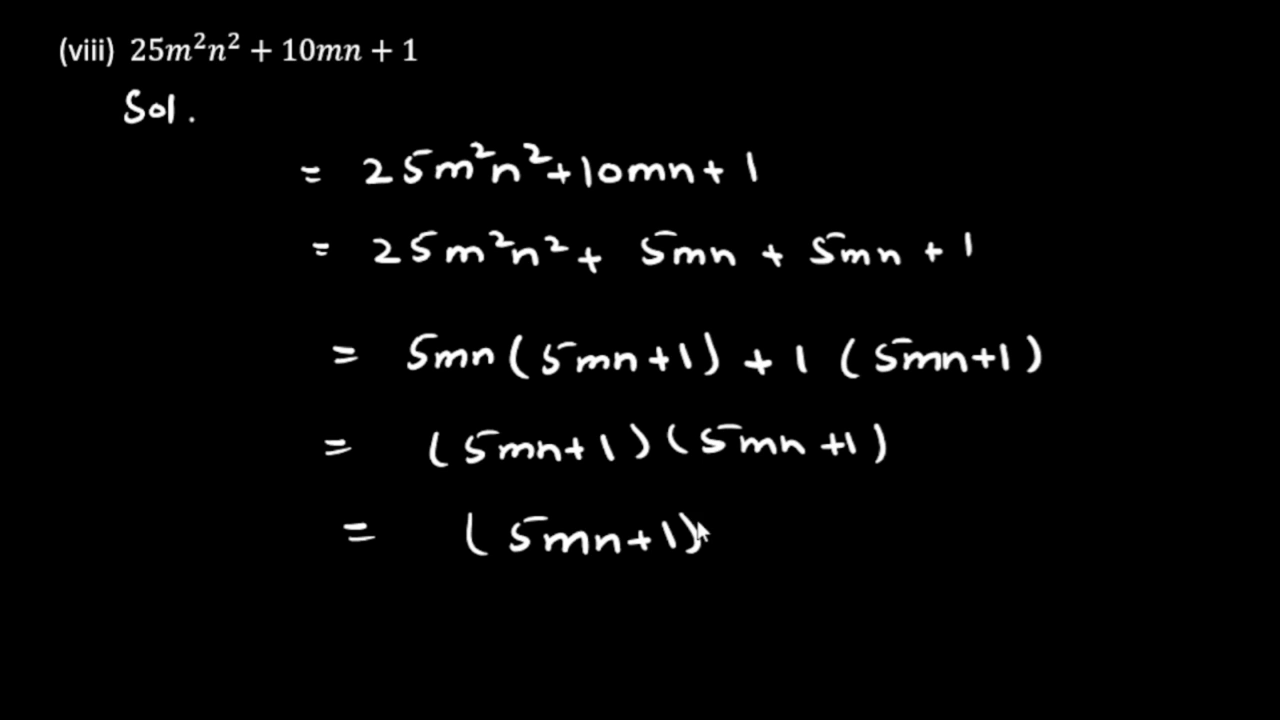 (viii) 25m²n² + 10mn + 1
Sol.
= 25m²n²+10mn+ 1
= 25m²n²+ 5mn + 5mn + 1
= 5mn(5mn+1) + 1 (5mn+1)
= (5mn+1)(5mn+1)
= (5mn+1)